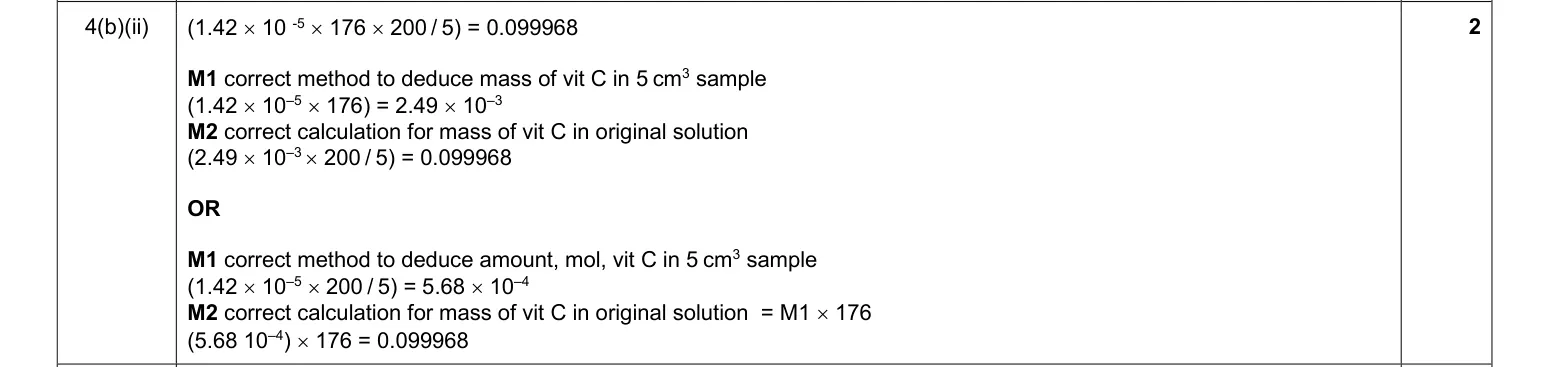 4(b)(ii) (1.42 × 10 ⁻⁵ × 176 × 200 / 5) = 0.099968 2
M1 correct method to deduce mass of vit C in 5 cm³ sample
(1.42 × 10⁻⁵ × 176) = 2.49 × 10⁻³
M2 correct calculation for mass of vit C in original solution
(2.49 × 10⁻³ × 200 / 5) = 0.099968
OR
M1 correct method to deduce amount, mol, vit C in 5 cm³ sample
(1.42 × 10⁻⁵ × 200 / 5) = 5.68 × 10⁻⁴
M2 correct calculation for mass of vit C in original solution = M1 × 176
(5.68 10⁻⁴) × 176 = 0.099968